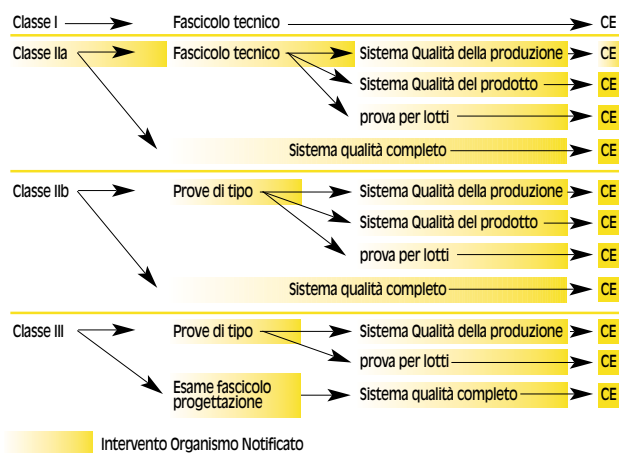 Classe I Fascicolo tecnico CE
Classe IIa Fascicolo tecnico Sistema Qualità della produzione CE
Sistema Qualità del prodotto CE
prova per lotti CE
Sistema qualità completo CE
Classe IIb Prove di tipo Sistema Qualità della produzione CE
Sistema Qualità del prodotto CE
prova per lotti CE
Sistema qualità completo CE
Classe III Prove di tipo Sistema Qualità della produzione CE
prova per lotti CE
Esame fascicolo
progettazione Sistema qualità completo CE
Intervento Organismo Notificato